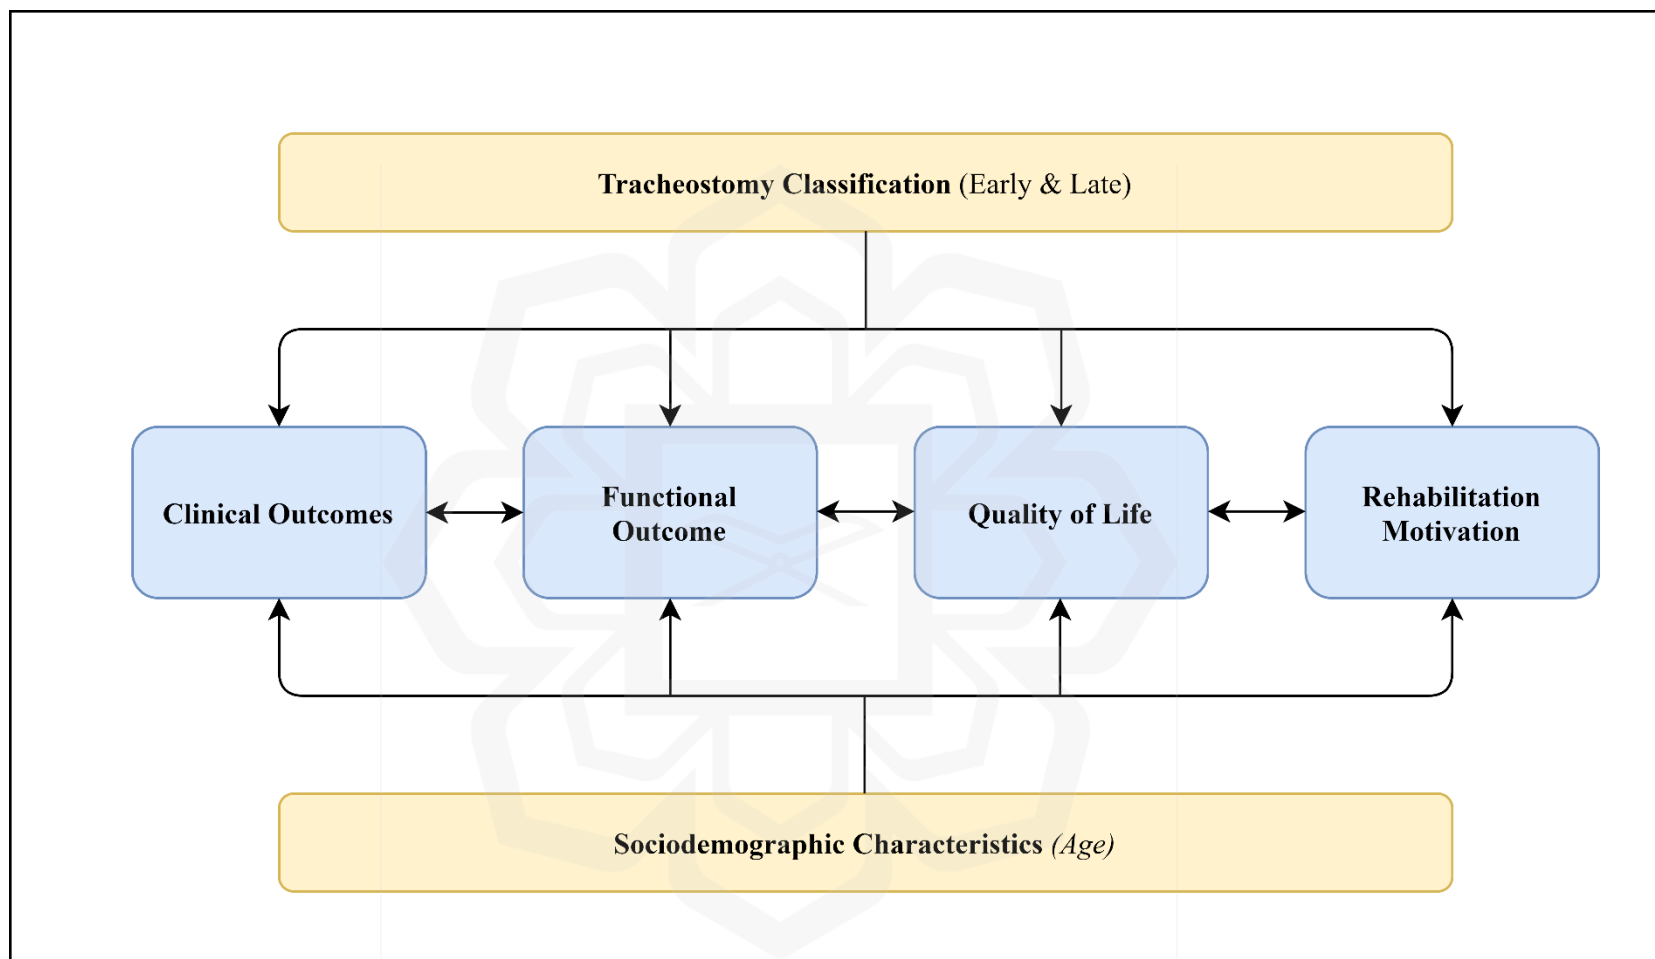 Tracheostomy Classification (Early & Late)
Clinical Outcomes
Functional
Outcome
Quality of Life
Rehabilitation
Motivation
Sociodemographic Characteristics (Age)